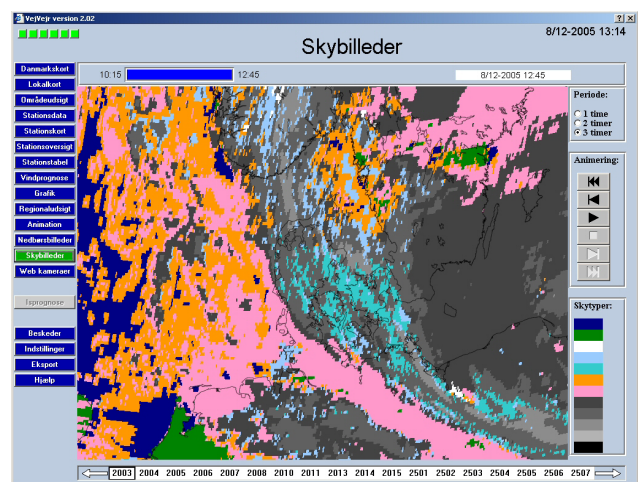 VejVejr version 2.02
8/12-2005 13:14
Skybilleder
10:15
12:45
8/12-2005 12:45
Danmarkskort
Lokalkort
Områdeudsigt
Stationsdata
Stationskort
Stationsoversigt
Stationstabel
Vindprognose
Grafik
Regionaludsigt
Animation
Nedbørsbilleder
Skybilleder
Web kameraer
Isprognose
Beskeder
Indstillinger
Eksport
Hjælp
Periode:
1 time
2 timer
3 timer
Animering:
Skytyper:
2003 2004 2005 2006 2007 2008 2010 2011 2013 2014 2015 2501 2502 2503 2504 2505 2506 2507